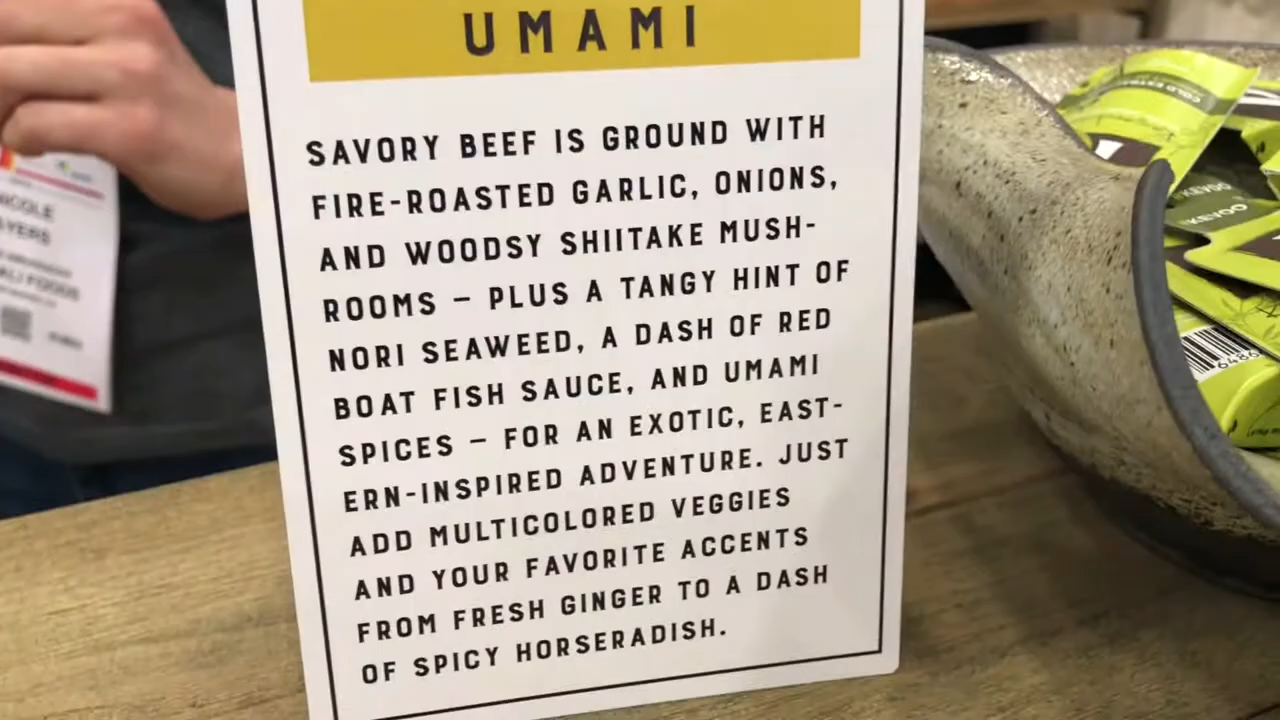 UMAMI
SAVORY BEEF IS GROUND WITH
FIRE-ROASTED GARLIC, ONIONS,
AND WOODSY SHIITAKE MUSH-
ROOMS – PLUS A TANGY HINT OF
NORI SEAWEED, A DASH OF RED
BOAT FISH SAUCE, AND UMAMI
SPICES – FOR AN EXOTIC, EAST-
ERN-INSPIRED ADVENTURE. JUST
ADD MULTICOLORED VEGGIES
AND YOUR FAVORITE ACCENTS
FROM FRESH GINGER TO A DASH
OF SPICY HORSERADISH.